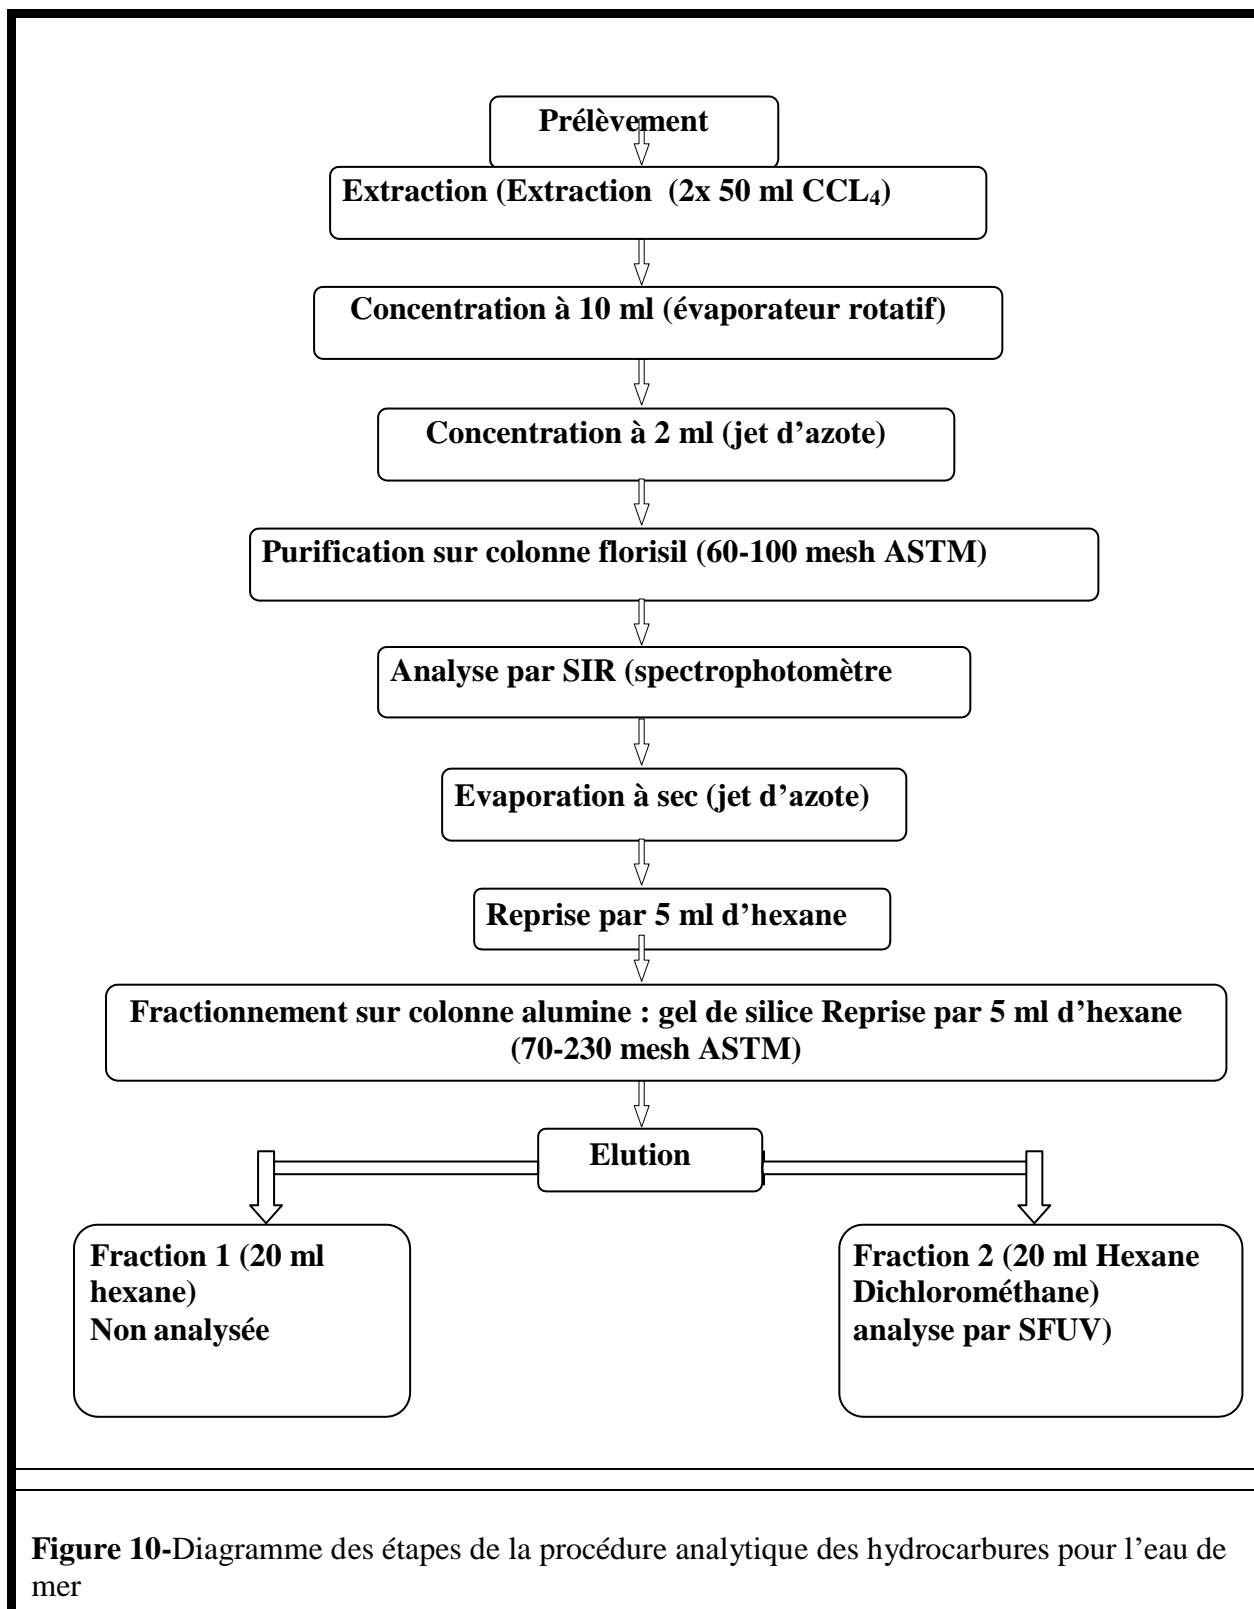 Prélèvement
Extraction (Extraction (2x 50 ml CCL₄)
Concentration à 10 ml (évaporateur rotatif)
Concentration à 2 ml (jet d’azote)
Purification sur colonne florisil (60-100 mesh ASTM)
Analyse par SIR (spectrophotomètre
Evaporation à sec (jet d’azote)
Reprise par 5 ml d’hexane
Fractionnement sur colonne alumine : gel de silice Reprise par 5 ml d’hexane
(70-230 mesh ASTM)
Elution
Fraction 1 (20 ml
hexane)
Non analysée
Fraction 2 (20 ml Hexane
Dichlorométhane)
analyse par SFUV)
Figure 10-Diagramme des étapes de la procédure analytique des hydrocarbures pour l’eau de
mer